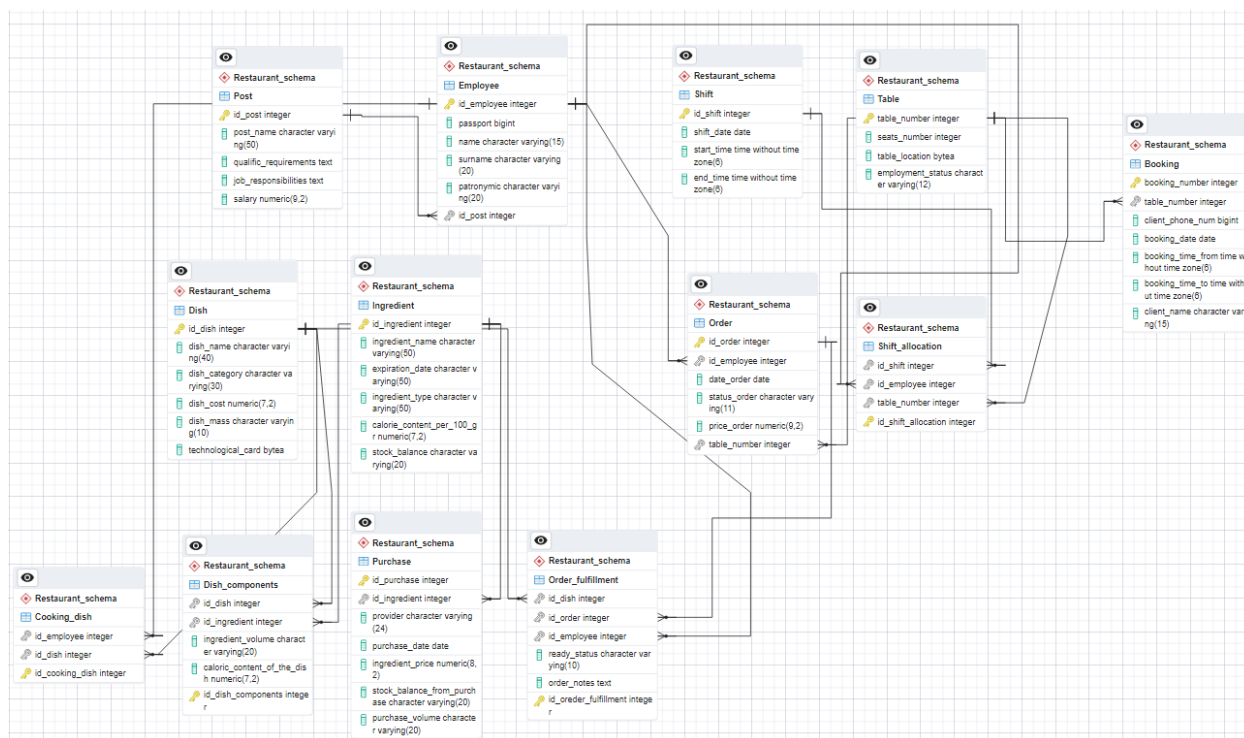 Restaurant_schema
Post
id_post integer
post_name character varyi
ng(50)
qualific_requirements text
job_responsibilities text
salary numeric(9,2)
Restaurant_schema
Employee
id_employee integer
passport bigint
name character varying(15)
surname character varying
(20)
patronymic character varyi
ng(20)
id_post integer
Restaurant_schema
Shift
id_shift integer
shift_date date
start_time time without time
zone(6)
end_time time without time
zone(6)
Restaurant_schema
Table
table_number integer
seats_number integer
table_location bytea
employment_status charact
er varying(12)
Restaurant_schema
Booking
booking_number integer
table_number integer
client_phone_num bigint
booking_date date
booking_time_from time w
hout time zone(6)
booking_time_to time with
ut time zone(6)
client_name character var
ng(15)
Restaurant_schema
Dish
id_dish integer
dish_name character varyi
ng(40)
dish_category character va
rying(30)
dish_cost numeric(7,2)
dish_mass character varyin
g(10)
technological_card bytea
Restaurant_schema
Ingredient
id_ingredient integer
ingredient_name character
varying(50)
expiration_date character v
arying(50)
ingredient_type character v
arying(50)
calorie_content_per_100_g
r numeric(7,2)
stock_balance character va
rying(20)
Restaurant_schema
Order
id_order integer
id_employee integer
date_order date
status_order character vary
ing(11)
price_order numeric(9,2)
table_number integer
Restaurant_schema
Shift_allocation
id_shift integer
id_employee integer
table_number integer
id_shift_allocation integer
Restaurant_schema
Cooking_dish
id_employee integer
id_dish integer
id_cooking_dish integer
Restaurant_schema
Dish_components
id_dish integer
id_ingredient integer
ingredient_volume charact
er varying(20)
caloric_content_of_the_dis
h numeric(7,2)
id_dish_components intege
r
Restaurant_schema
Purchase
id_purchase integer
id_ingredient integer
provider character varying
(24)
purchase_date date
ingredient_price numeric(8,
2)
stock_balance_from_purc
hase character varying(20)
purchase_volume characte
r varying(20)
Restaurant_schema
Order_fulfillment
id_dish integer
id_order integer
id_employee integer
ready_status character var
ying(10)
order_notes text
id_oreder_fulfillment intege
r